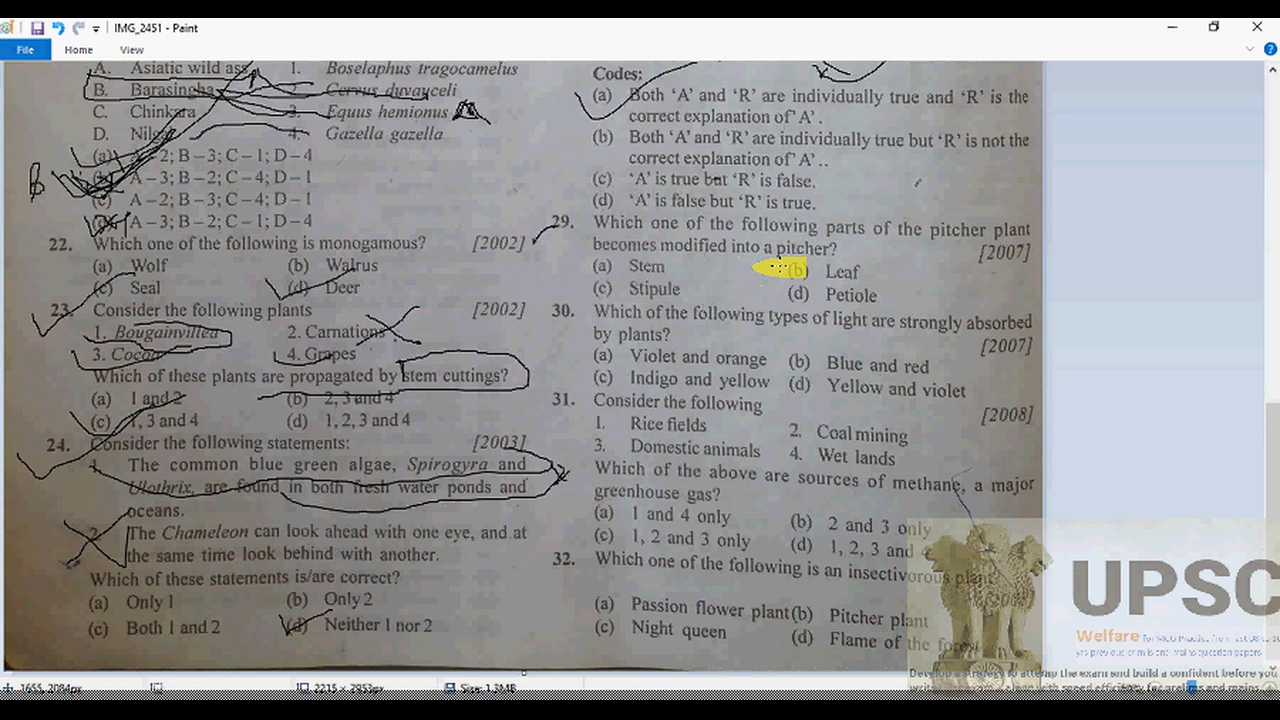 IMG_2451 - Paint
File Home View
A. Asiatic wild ass 1. Boselaphus tragocamelus
B. Barasingha 2. Cervus duvauceli
C. Chinkara 3. Equus hemionus
D. Nilgai 4. Gazella gazella
(a) A – 2; B – 3; C – 1; D – 4
A – 3; B – 2; C – 4; D – 1
(c) A – 2; B – 3; C – 4; D – 1
A – 3; B – 2; C – 1; D – 4
B
22. Which one of the following is monogamous? [2002]
(a) Wolf (b) Walrus
(c) Seal (d) Deer
23. Consider the following plants [2002]
1. Bougainvillea 2. Carnations
3. Cocoa 4. Grapes
Which of these plants are propagated by stem cuttings?
(a) 1 and 2 (b) 2, 3 and 4
(c) 1, 3 and 4 (d) 1, 2, 3 and 4
24. Consider the following statements: [2003]
1. The common blue green algae, Spirogyra and
Ulothrix, are found in both fresh water ponds and
oceans.
2. The Chameleon can look ahead with one eye, and at
the same time look behind with another.
Which of these statements is/are correct?
(a) Only 1 (b) Only 2
(c) Both 1 and 2 (d) Neither 1 nor 2
Codes:
(a) Both ‘A’ and ‘R’ are individually true and ‘R’ is the
correct explanation of ‘A’.
(b) Both ‘A’ and ‘R’ are individually true but ‘R’ is not the
correct explanation of ‘A’..
(c) ‘A’ is true but ‘R’ is false.
(d) ‘A’ is false but ‘R’ is true.
29. Which one of the following parts of the pitcher plant
becomes modified into a pitcher? [2007]
(a) Stem (b) Leaf
(c) Stipule (d) Petiole
30. Which of the following types of light are strongly absorbed
by plants? [2007]
(a) Violet and orange (b) Blue and red
(c) Indigo and yellow (d) Yellow and violet
31. Consider the following [2008]
1. Rice fields 2. Coal mining
3. Domestic animals 4. Wet lands
Which of the above are sources of methane, a major
greenhouse gas?
(a) 1 and 4 only (b) 2 and 3 only
(c) 1, 2 and 3 only (d) 1, 2, 3 and 4
32. Which one of the following is an insectivorous plant
(a) Passion flower plant (b) Pitcher plant
(c) Night queen (d) Flame of the forest
UPSC
Welfare
Develop a strategy to attemp the exam and build a confident before you
1655, 2084px 2215 × 2953px Size: 1.5MB